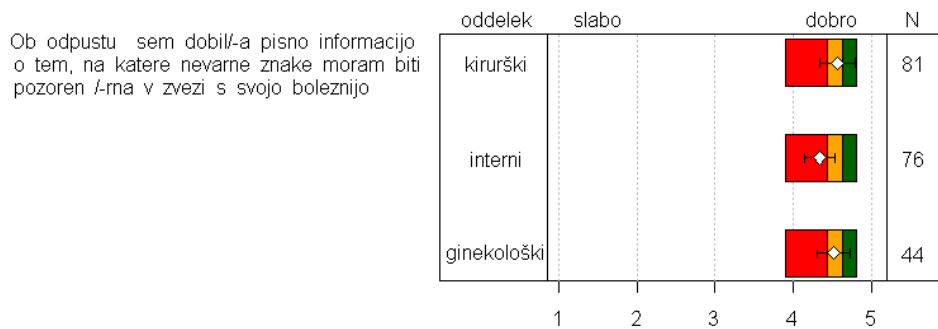 oddelek slabo dobro N
Ob odpustu sem dobil/-a pisno informacijo
o tem, na katere nevarne znake moram biti
pozoren /-rna v zvezi s svojo boleznijo
kirurški 81
interni 76
ginekološki 44
1 2 3 4 5